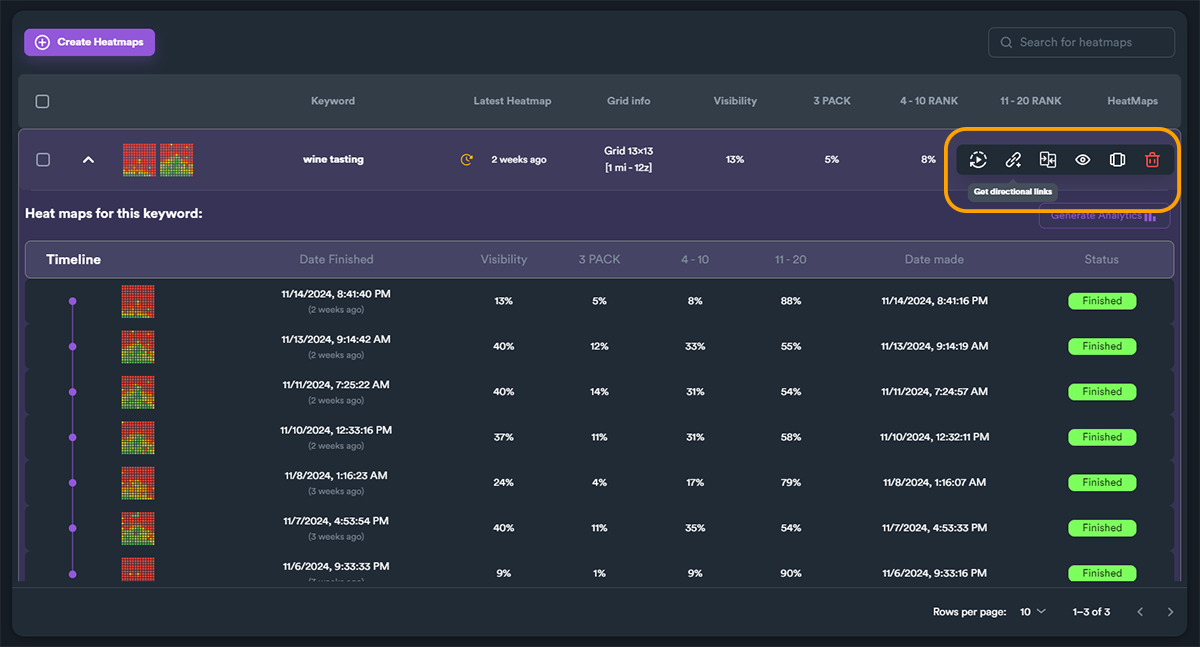 Create Heatmaps
Search for heatmaps
Keyword Latest Heatmap Grid info Visibility 3 PACK 4 - 10 RANK 11 - 20 RANK HeatMaps
wine tasting 2 weeks ago Grid 13×13 [1 mi - 12z] 13% 5% 8%
Get directional links
Heat maps for this keyword:
Generate Analytics
Timeline Date Finished Visibility 3 PACK 4 - 10 11 - 20 Date made Status
11/14/2024, 8:41:40 PM 13% 5% 8% 88% 11/14/2024, 8:41:16 PM Finished
(2 weeks ago)
11/13/2024, 9:14:42 AM 40% 12% 33% 55% 11/13/2024, 9:14:19 AM Finished
(2 weeks ago)
11/11/2024, 7:25:22 AM 40% 14% 31% 54% 11/11/2024, 7:24:57 AM Finished
(2 weeks ago)
11/10/2024, 12:33:16 PM 37% 11% 31% 58% 11/10/2024, 12:32:11 PM Finished
(2 weeks ago)
11/8/2024, 1:16:23 AM 24% 4% 17% 79% 11/8/2024, 1:16:07 AM Finished
(3 weeks ago)
11/7/2024, 4:53:54 PM 40% 11% 35% 54% 11/7/2024, 4:53:33 PM Finished
(3 weeks ago)
11/6/2024, 9:33:33 PM 9% 1% 9% 90% 11/6/2024, 9:33:16 PM Finished
(3 weeks ago)
Rows per page: 10 1–3 of 3